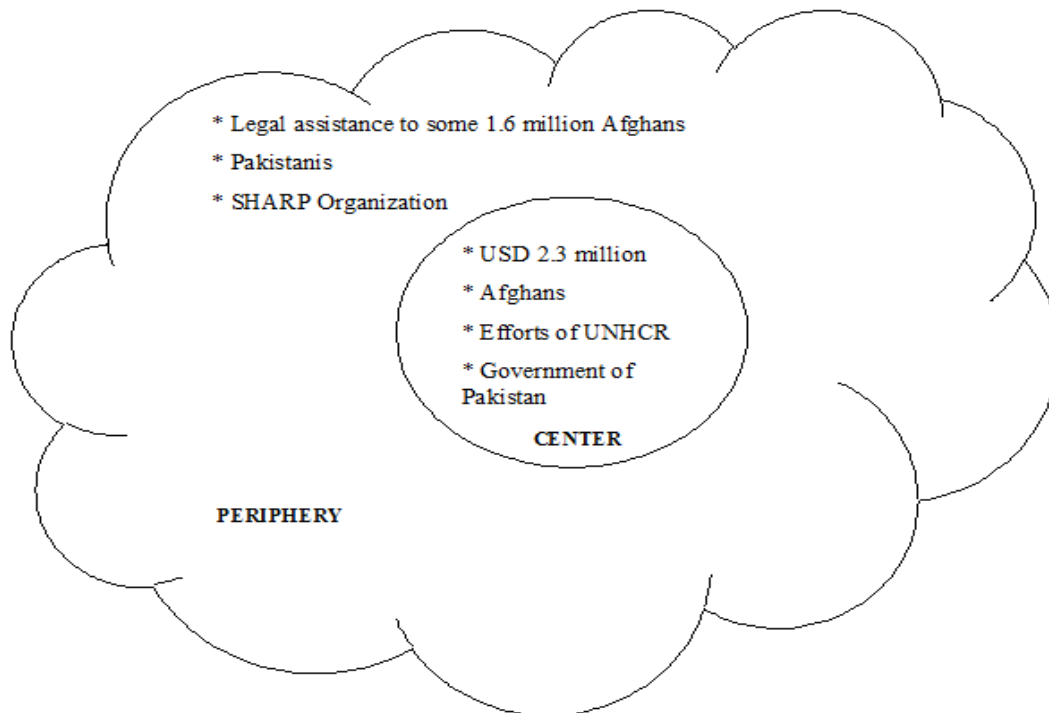 * Legal assistance to some 1.6 million Afghans
* Pakistanis
* SHARP Organization
* USD 2.3 million
* Afghans
* Efforts of UNHCR
* Government of
Pakistan
CENTER
PERIPHERY